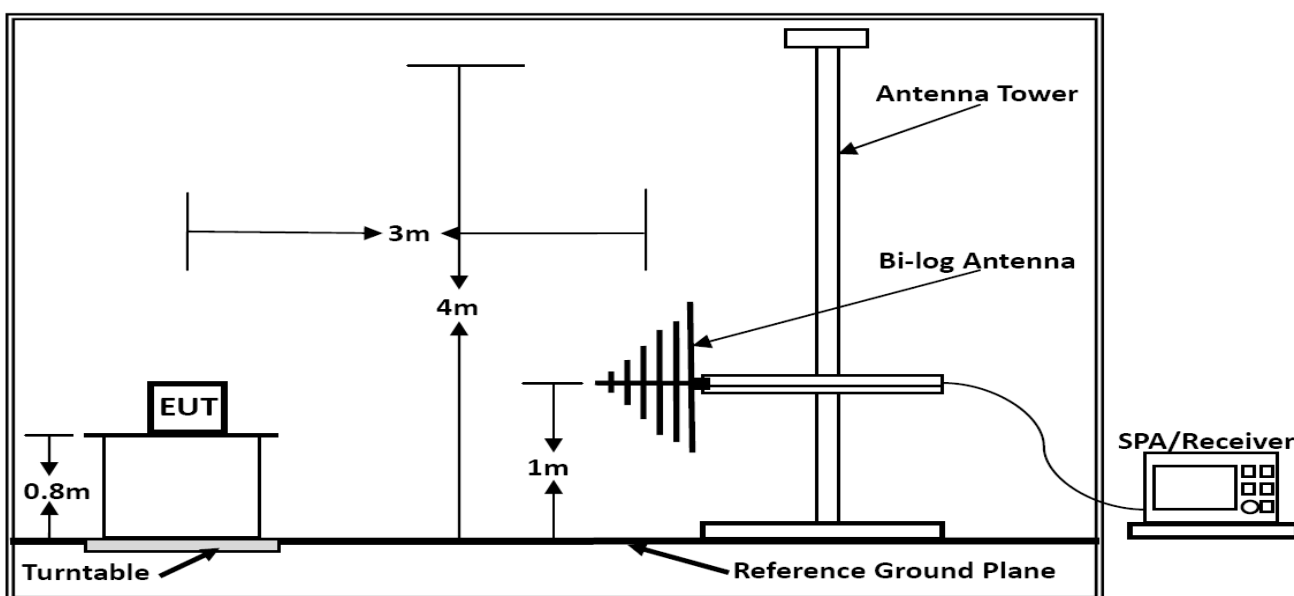 Antenna Tower
3m
Bi-log Antenna
4m
EUT
SPA/Receiver
1m
0.8m
Turntable
Reference Ground Plane